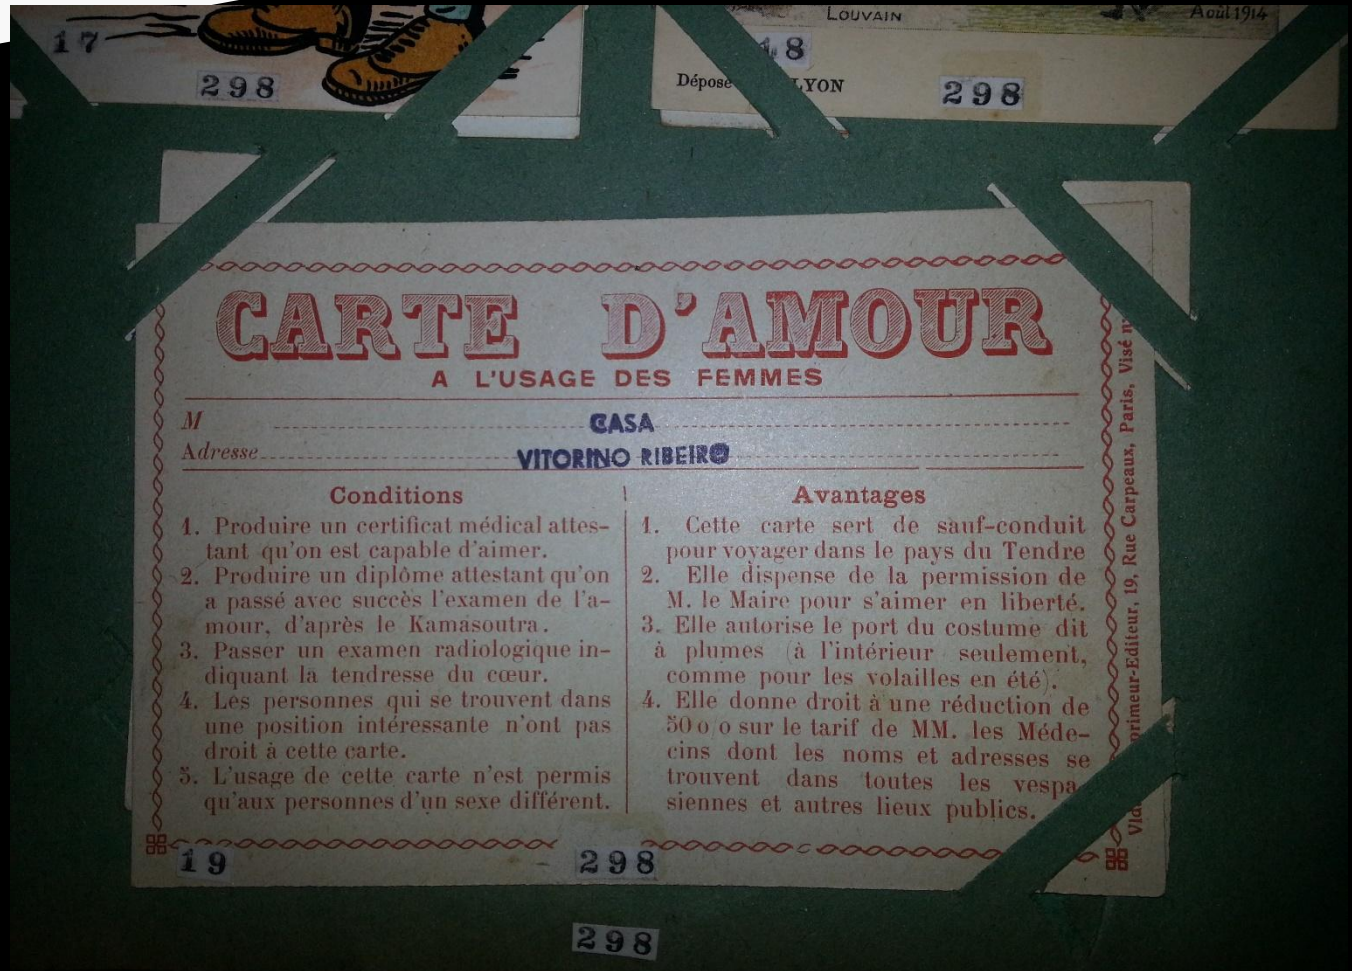 LOUVAIN
Août 1914
17
298
18
Déposé LYON
298
CARTE D'AMOUR
A L'USAGE DES FEMMES
M CASA
Adresse VITORINO RIBEIRO
Conditions
1. Produire un certificat médical attes-
tant qu'on est capable d'aimer.
2. Produire un diplôme attestant qu'on
a passé avec succès l'examen de l'a-
mour, d'après le Kamasoutra.
3. Passer un examen radiologique in-
diquant la tendresse du cœur.
4. Les personnes qui se trouvent dans
une position intéressante n'ont pas
droit à cette carte.
5. L'usage de cette carte n'est permis
qu'aux personnes d'un sexe différent.
Avantages
1. Cette carte sert de sauf-conduit
pour voyager dans le pays du Tendre
2. Elle dispense de la permission de
M. le Maire pour s'aimer en liberté.
3. Elle autorise le port du costume dit
à plumes (à l'intérieur seulement,
comme pour les volailles en été).
4. Elle donne droit à une réduction de
50 o/o sur le tarif de MM. les Méde-
cins dont les noms et adresses se
trouvent dans toutes les vespa
siennes et autres lieux publics.
primeur-Editeur, 19, Rue Carpeaux, Paris, Visé n
19
298
298